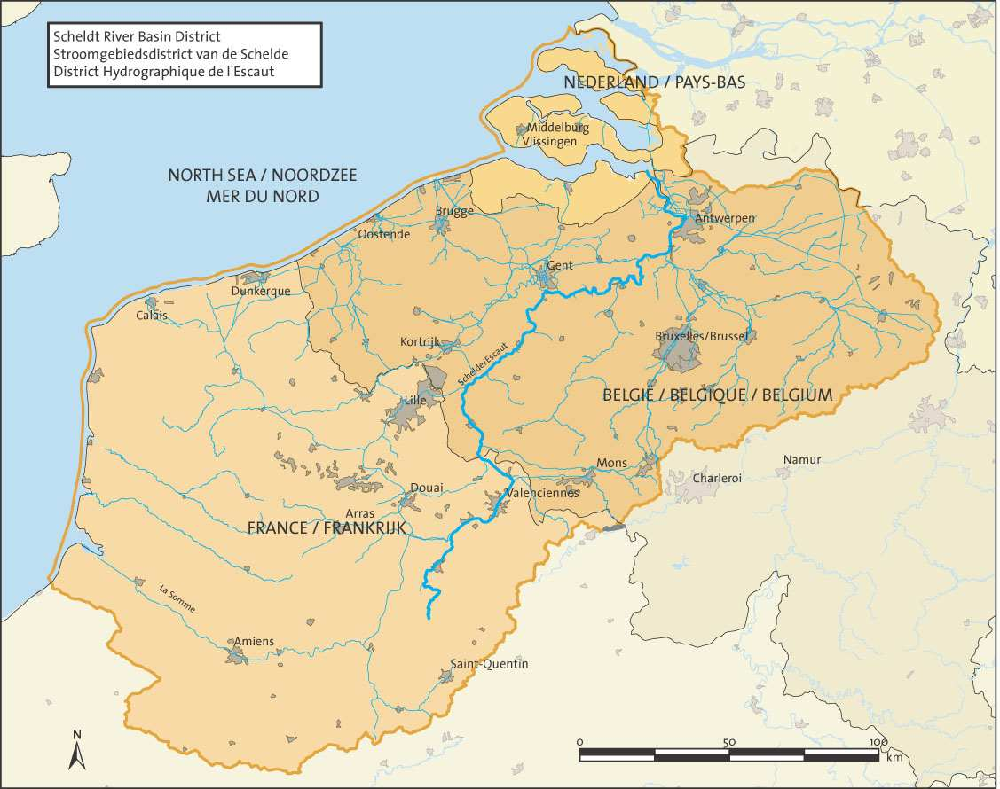 Scheldt River Basin District
Stroomgebiedsdistrict van de Schelde
District Hydrographique de l'Escaut
NEDERLAND / PAYS-BAS
Middelburg
Vlissingen
NORTH SEA / NOORDZEE
MER DU NORD
Brugge
Antwerpen
Oostende
Gent
Dunkerque
Calais
Bruxelles/Brussel
Kortrijk
Schelde/Escaut
BELGIË / BELGIQUE / BELGIUM
Lille
Mons
Namur
Charleroi
Douai
Valenciennes
Arras
FRANCE / FRANKRIJK
La Somme
Amiens
Saint-Quentin
N
0 50 100
km